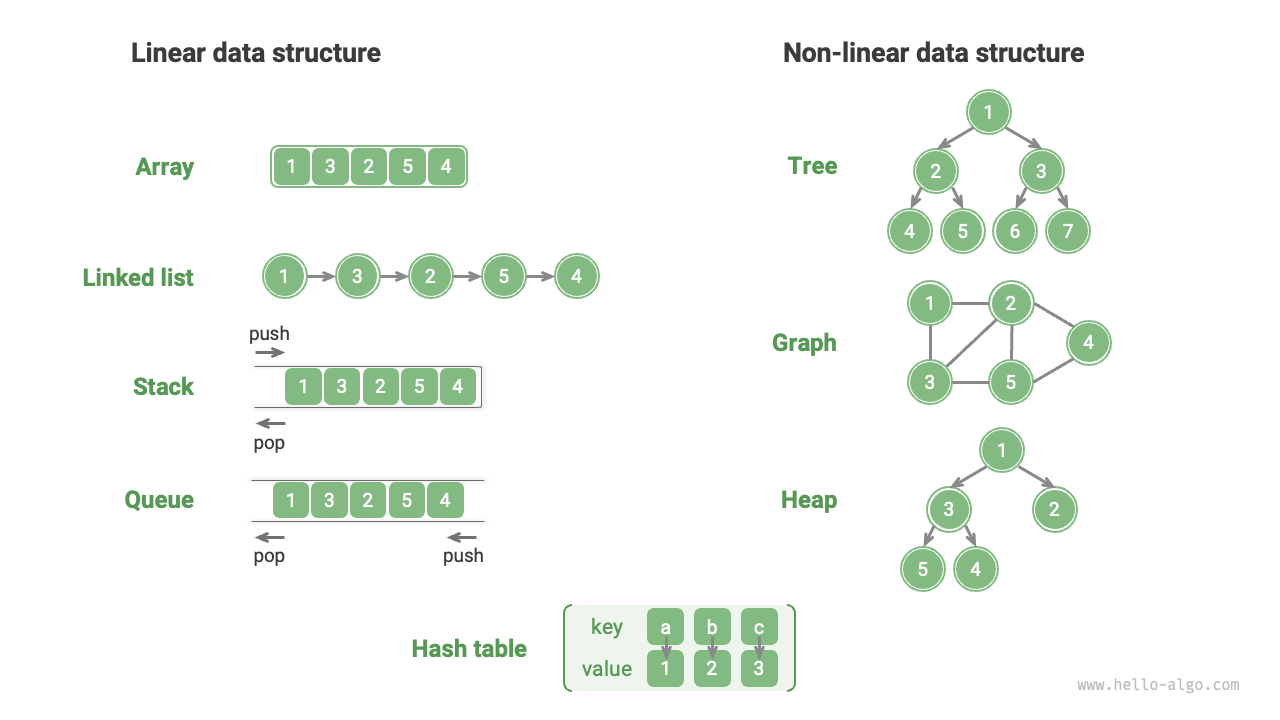 Linear data structure
Array
1 3 2 5 4
Linked list
1 3 2 5 4
push
Stack
1 3 2 5 4
pop
Queue
1 3 2 5 4
pop push
Non-linear data structure
Tree
1
2 3
4 5 6 7
Graph
1 2
4
3 5
Heap
1
3 2
5 4
Hash table
key a b c
value 1 2 3
www.hello-algo.com